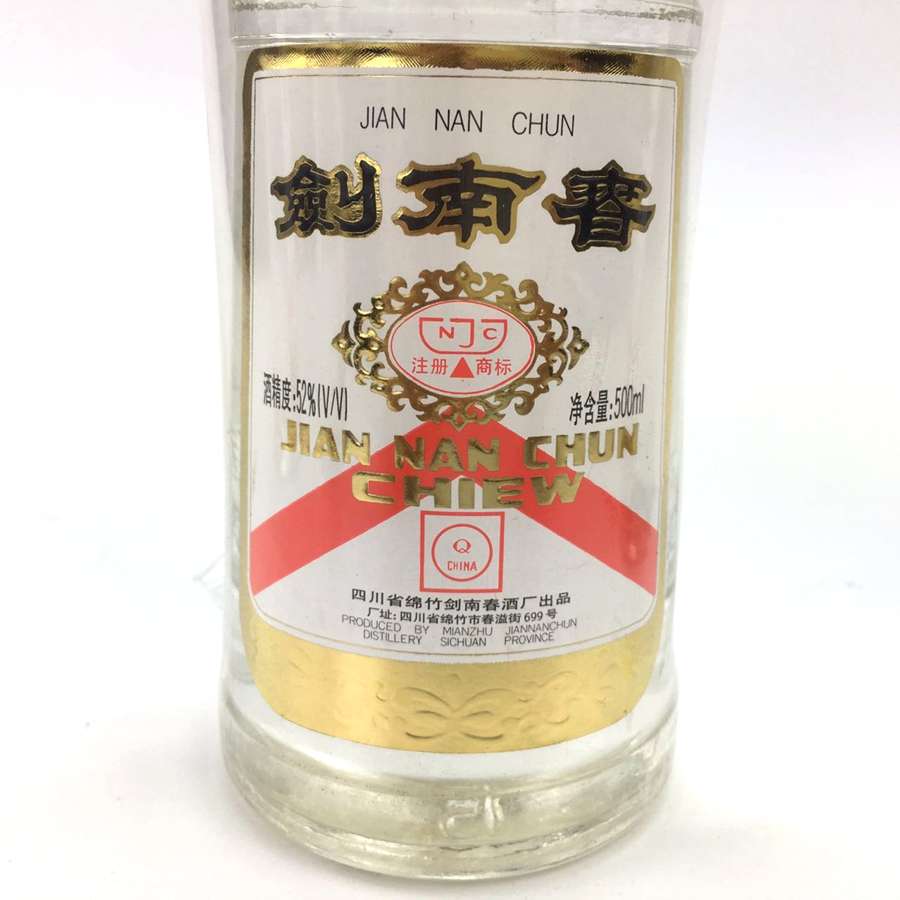 JIAN NAN CHUN
劍南春
NJC
注册商标
酒精度:52%(V/V)
净含量:500ml
JIAN NAN CHUN
CHIEW
Q
CHINA
四川省绵竹剑南春酒厂出品
厂址:四川省绵竹市春溢街699号
PRODUCED BY MIANZHU JIANNANCHUN
DISTILLERY SICHUAN PROVINCE